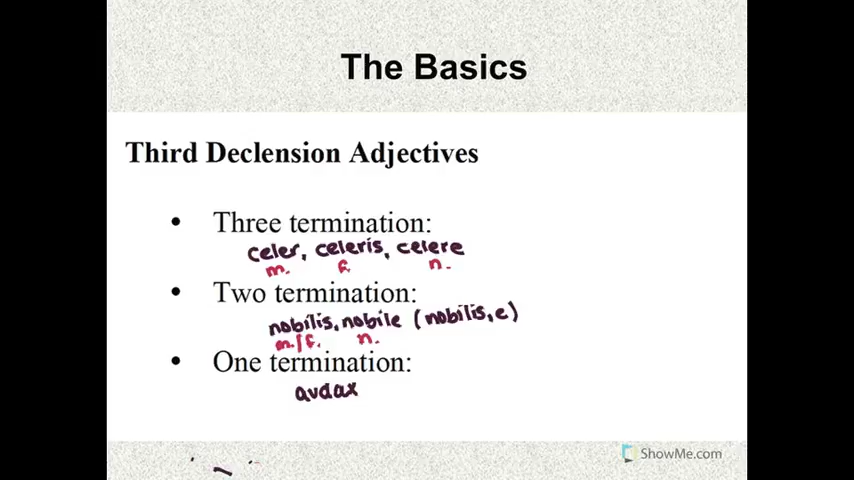 The Basics
Third Declension Adjectives
• Three termination:
celer, celeris, celere
m. f. n.
• Two termination:
nobilis, nobile (nobilis, e)
m./f. n.
• One termination:
audax
ShowMe.com